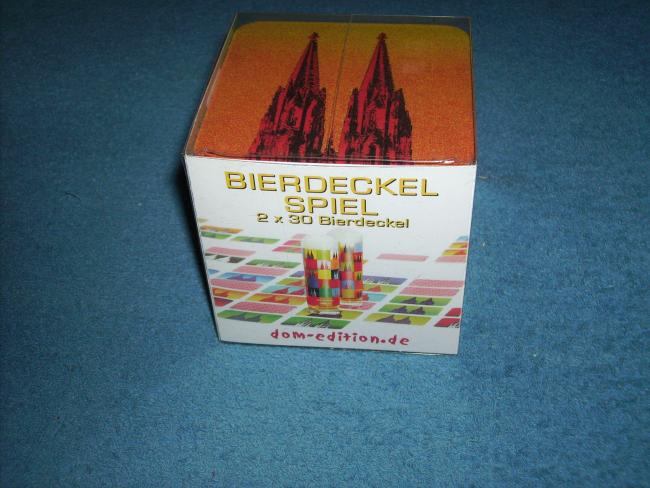 BIERDECKEL
SPIEL
2 x 30 Bierdeckel
dom-edition.de